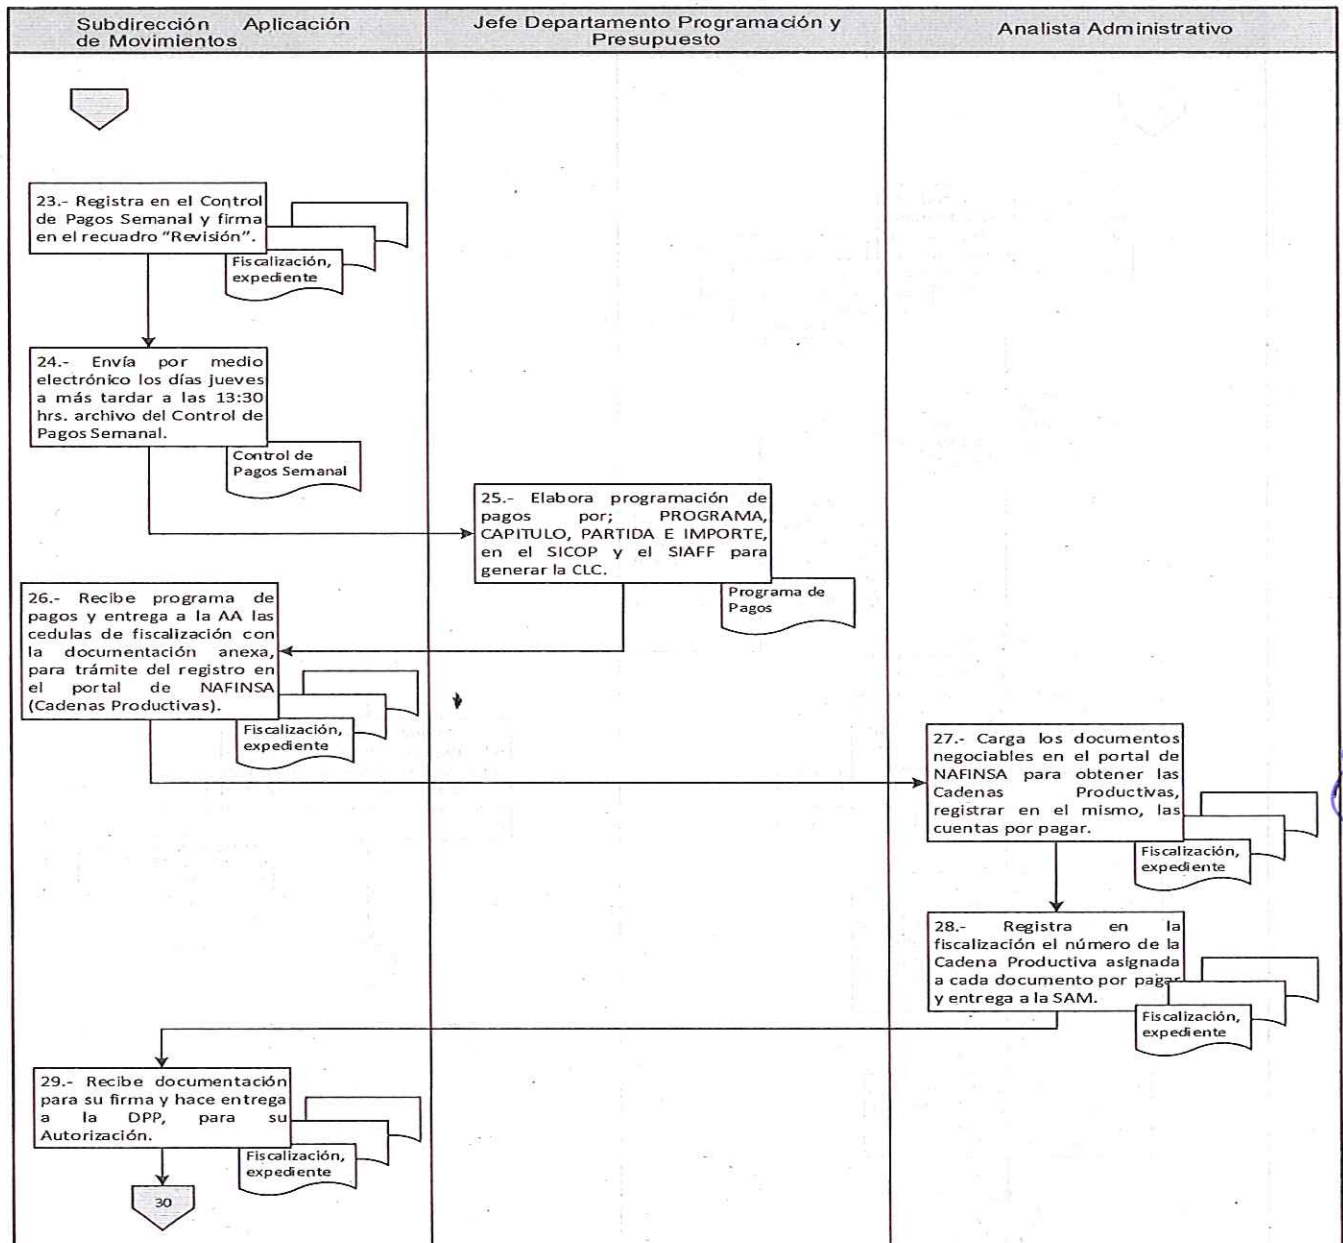 Subdirección Aplicación
de Movimientos
Jefe Departamento Programación y
Presupuesto
Analista Administrativo
23.- Registra en el Control
de Pagos Semanal y firma
en el recuadro "Revisión".
Fiscalización,
expediente
24.- Envía por medio
electrónico los días jueves
a más tardar a las 13:30
hrs. archivo del Control de
Pagos Semanal.
Control de
Pagos Semanal
25.- Elabora programación de
pagos por; PROGRAMA,
CAPITULO, PARTIDA E IMPORTE,
en el SICOP y el SIAFF para
generar la CLC.
Programa de
Pagos
26.- Recibe programa de
pagos y entrega a la AA las
cedulas de fiscalización con
la documentación anexa,
para trámite del registro en
el portal de NAFINSA
(Cadenas Productivas).
Fiscalización,
expediente
27.- Carga los documentos
negociables en el portal de
NAFINSA para obtener las
Cadenas Productivas,
registrar en el mismo, las
cuentas por pagar.
Fiscalización,
expediente
28.- Registra en la
fiscalización el número de la
Cadena Productiva asignada
a cada documento por pagar
y entrega a la SAM.
Fiscalización,
expediente
29.- Recibe documentación
para su firma y hace entrega
a la DPP, para su
Autorización.
Fiscalización,
expediente
30